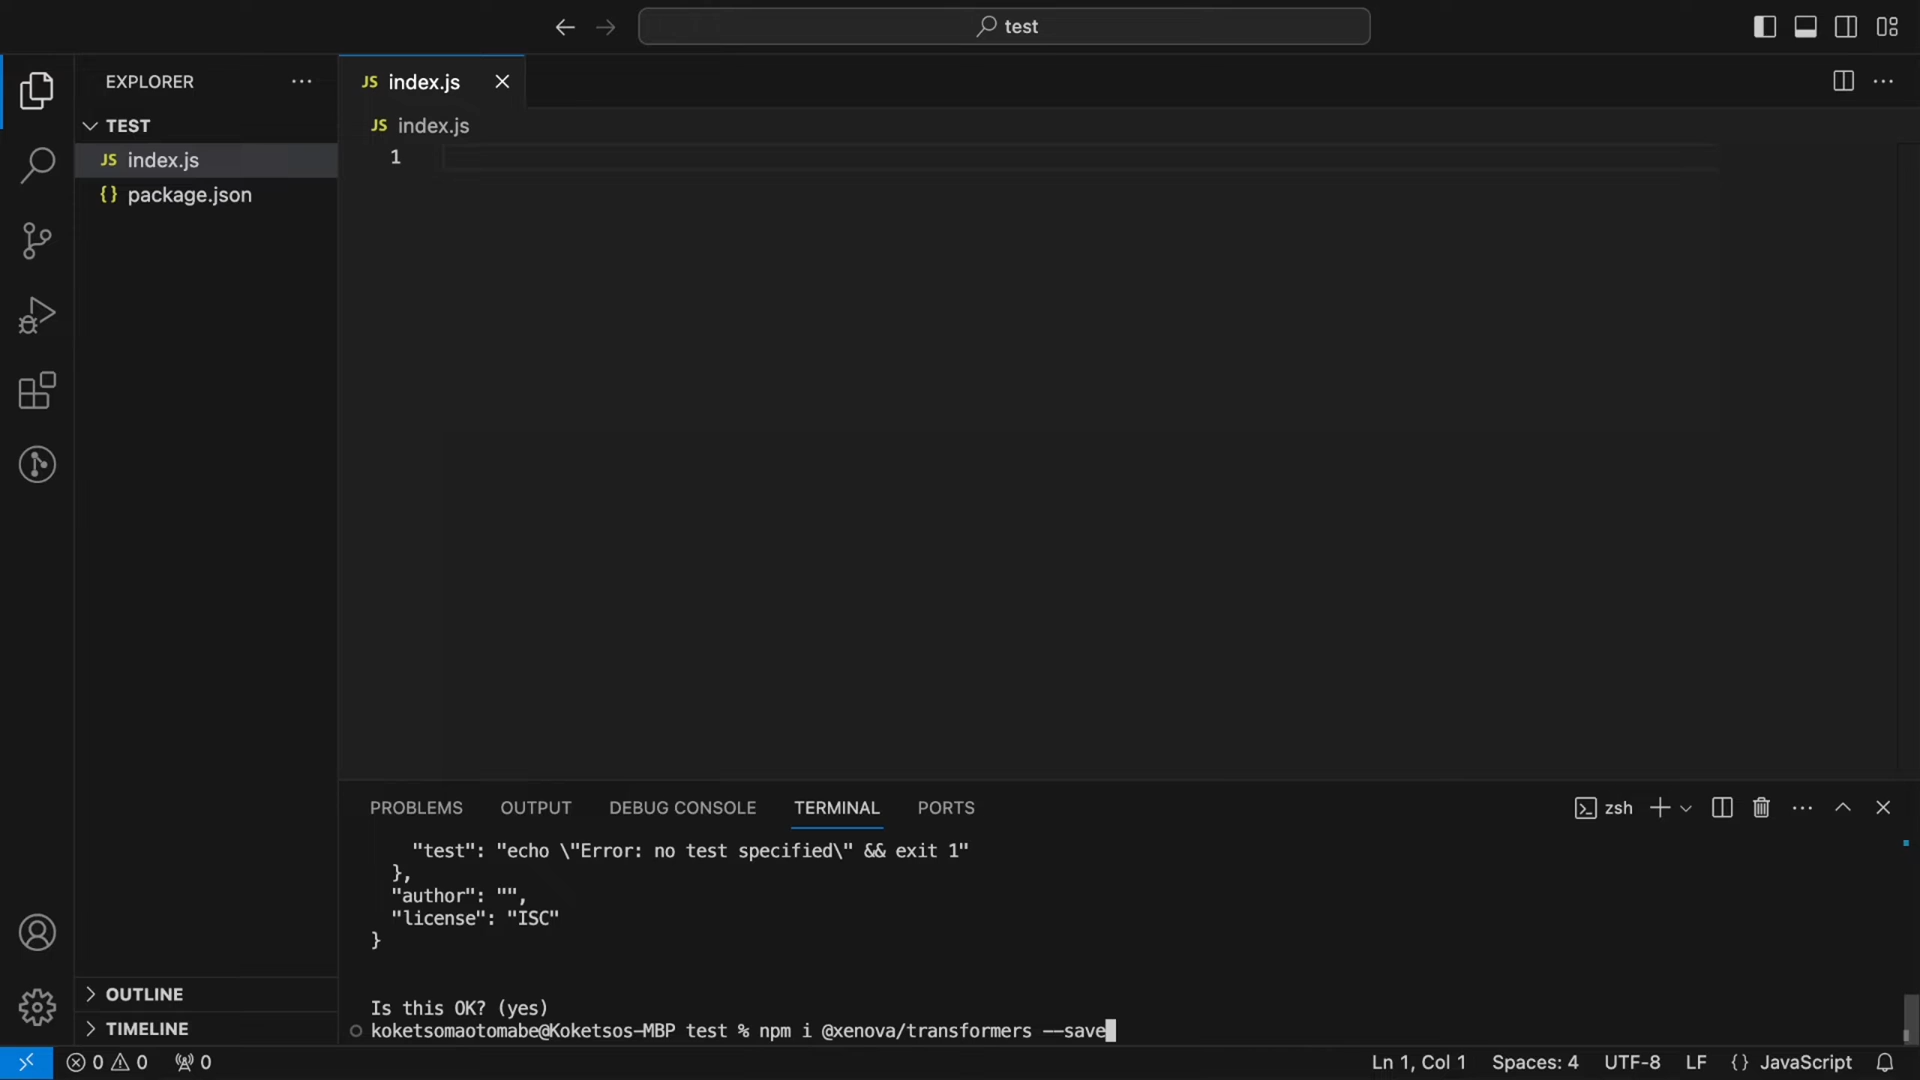 test
EXPLORER
JS index.js
TEST
JS index.js
{} package.json
JS index.js
1
PROBLEMS OUTPUT DEBUG CONSOLE TERMINAL PORTS
zsh
"test": "echo \"Error: no test specified\" && exit 1"
},
"author": "",
"license": "ISC"
}
Is this OK? (yes)
koketsomaotomabe@Koketsos-MBP test % npm i @xenova/transformers --save
OUTLINE
TIMELINE
0 0 0
Ln 1, Col 1 Spaces: 4 UTF-8 LF {} JavaScript